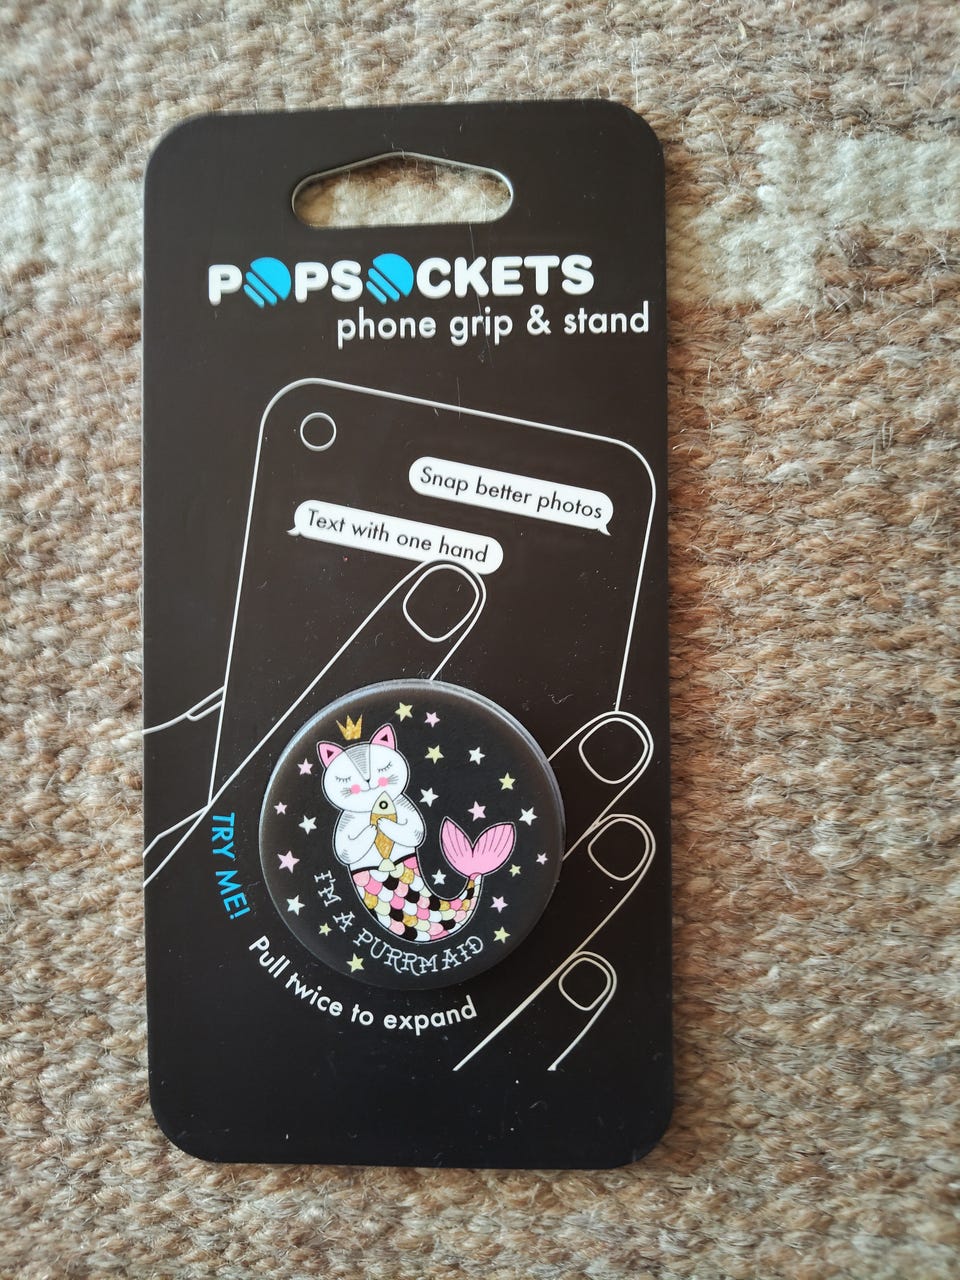 POPSOCKETS
phone grip & stand
Snap better photos
Text with one hand
I'M A PURRMAID
TRY ME!
Pull twice to expand